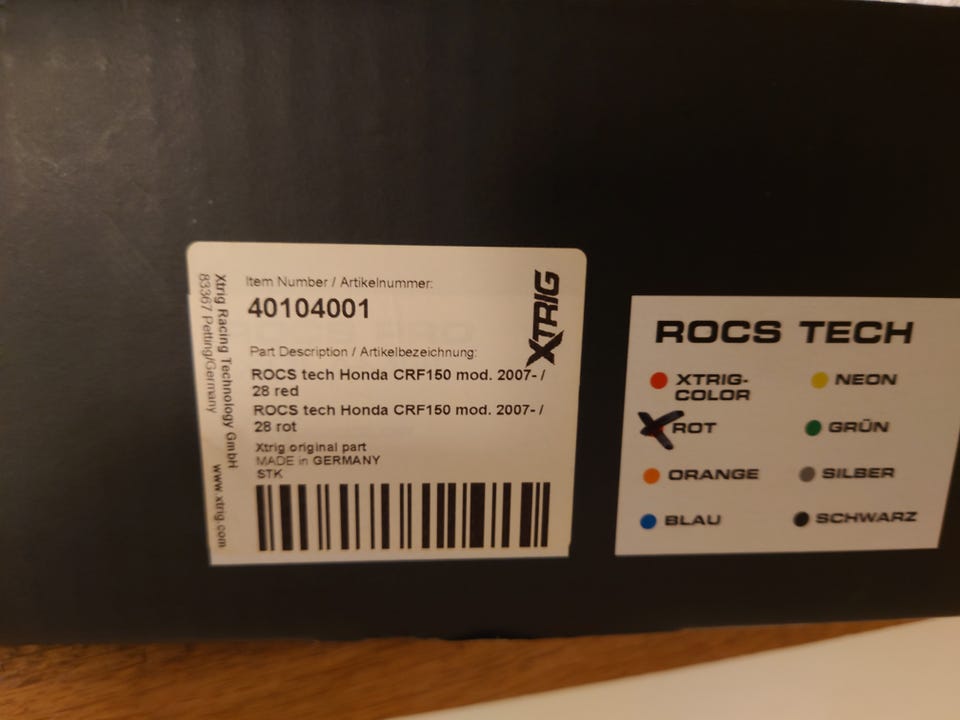 Item Number / Artikelnummer:
40104001
XTRIG
Part Description / Artikelbezeichnung:
ROCS tech Honda CRF150 mod. 2007- /
28 red
ROCS tech Honda CRF150 mod. 2007- /
28 rot
Xtrig original part
MADE in GERMANY
STK
Xtrig Racing Technology GmbH www.xtrig.com
83367 Petting/Germany
ROCS TECH
XTRIG-
COLOR
ROT
ORANGE
BLAU
NEON
GRÜN
SILBER
SCHWARZ